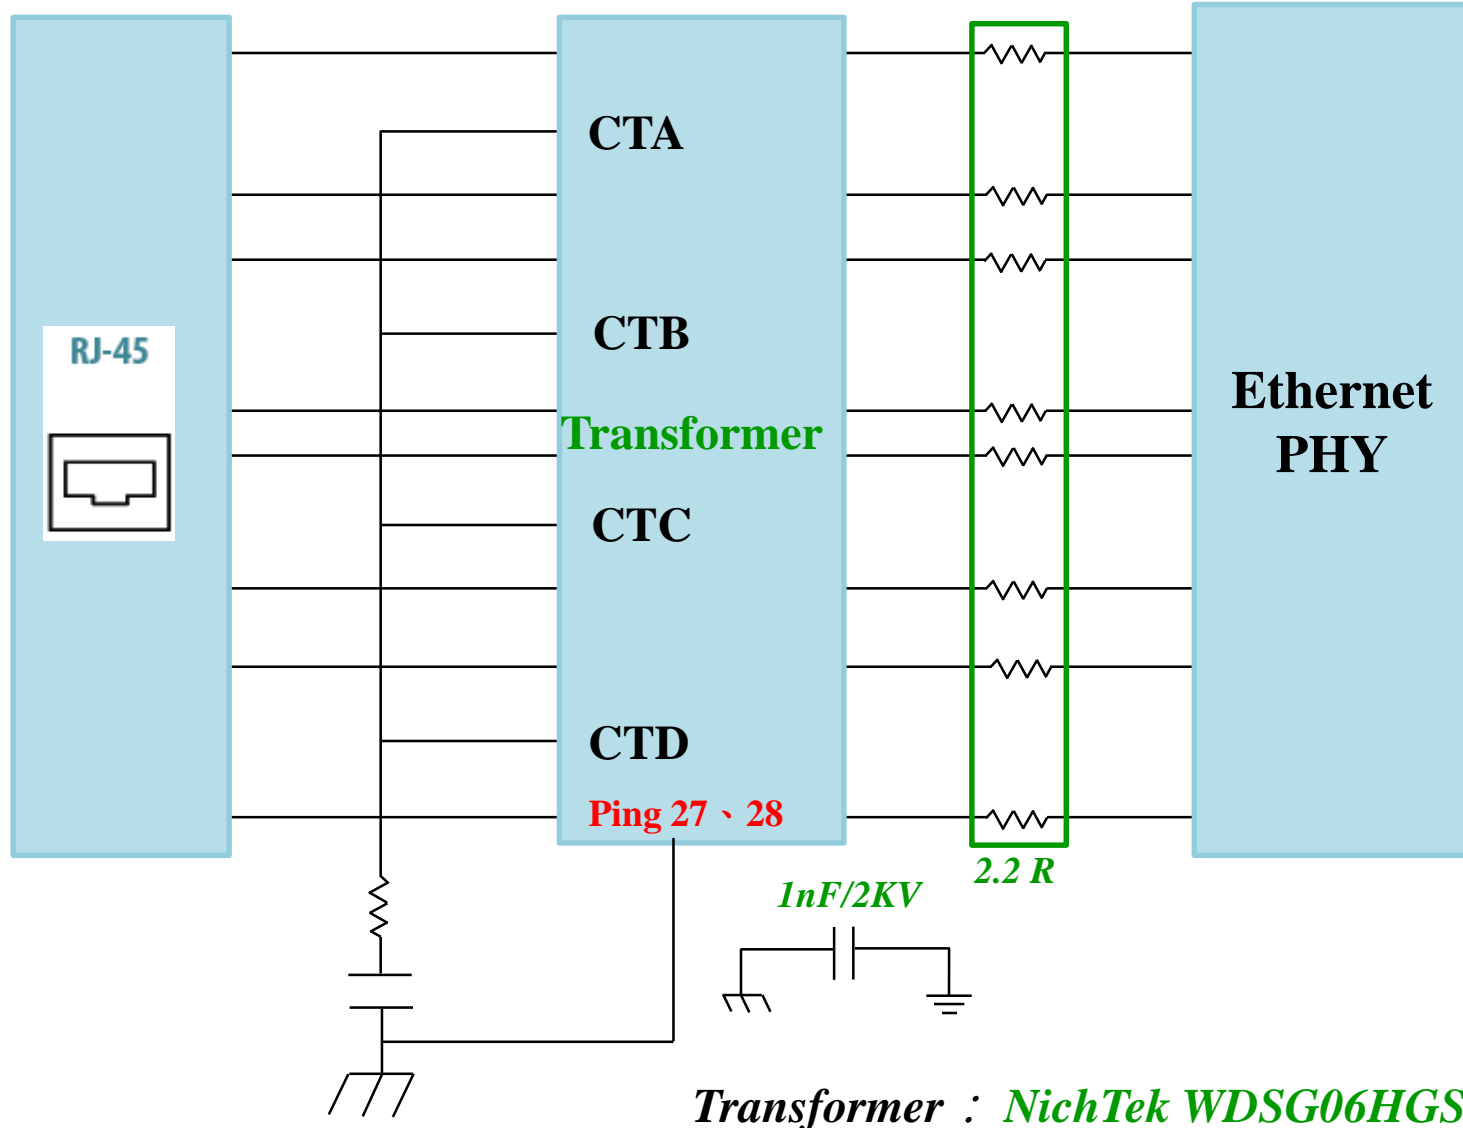 CTA
RJ-45
CTB
Transformer
Ethernet
PHY
CTC
CTD
Ping 27、28
2.2 R
1nF/2KV
Transformer： NichTek WDSG06HGS